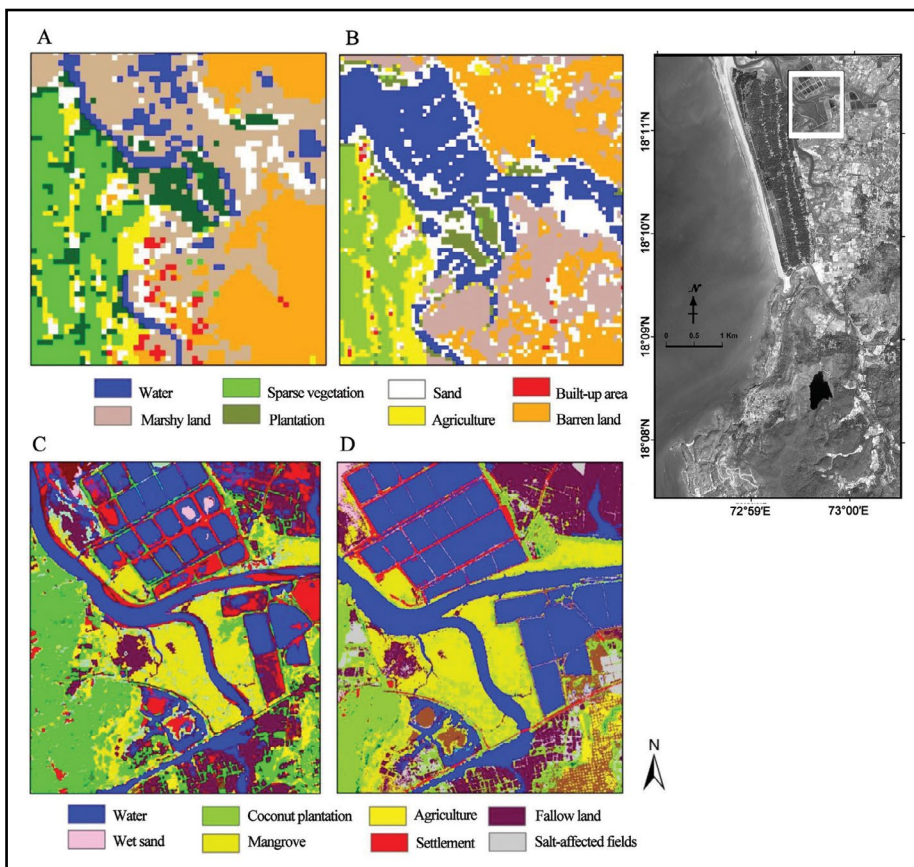 A
B
18°11'N
18°10'N
N
0 0.5 1 Km
18°09'N
18°08'N
72°59'E 73°00'E
Water Sparse vegetation Sand Built-up area
Marshy land Plantation Agriculture Barren land
C
D
N
Water Coconut plantation Agriculture Fallow land
Wet sand Mangrove Settlement Salt-affected fields